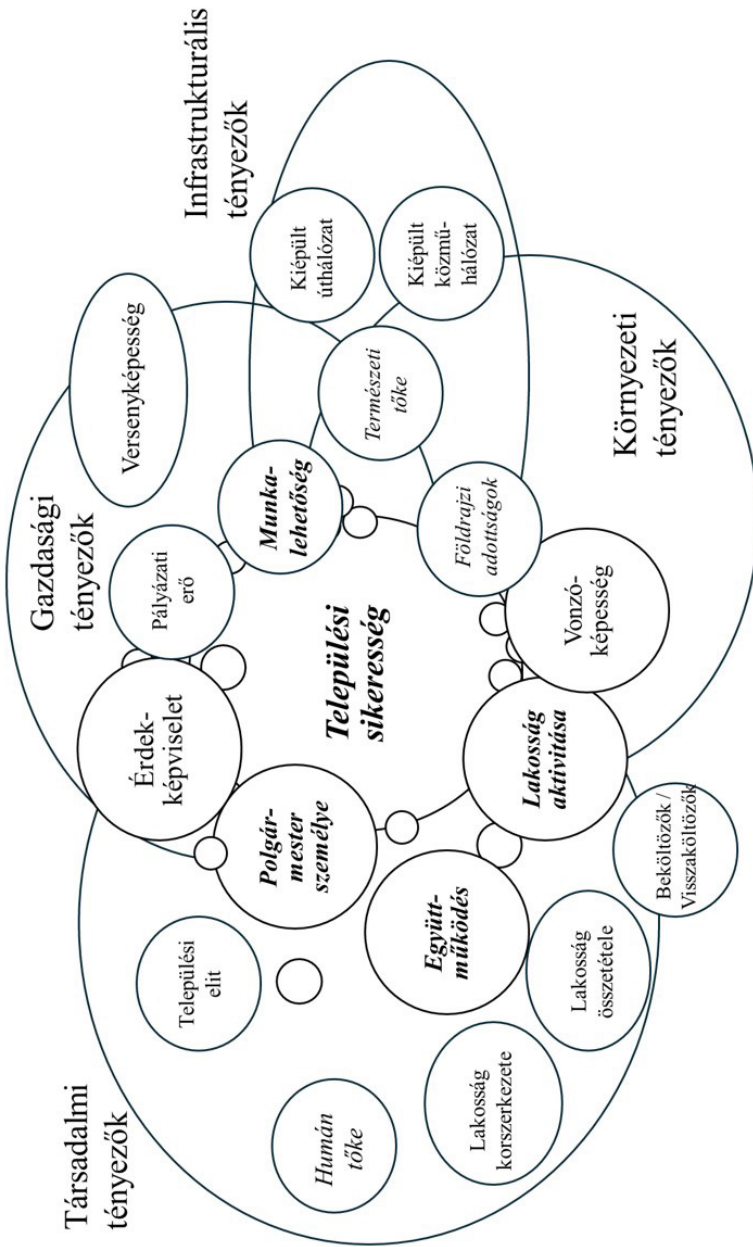 Társadalmi
tényezők
Gazdasági
tényezők
Infrastrukturális
tényezők
Környezeti
tényezők
Települési
sikeresség
Települési
elit
Humán
tőke
Lakosság
korszerkezete
Lakosság
összetétele
Beköltözők /
Visszaköltözők
Együtt-
működés
Polgár-
mester
személye
Érdek-
képviselet
Lakosság
aktivitása
Vonzó-
képesség
Pályázati
erő
Munka-
lehetőség
Versenyképesség
Földrajzi
adottságok
Természeti
tőke
Kiépült
úthálózat
Kiépült
közmű-
hálózat